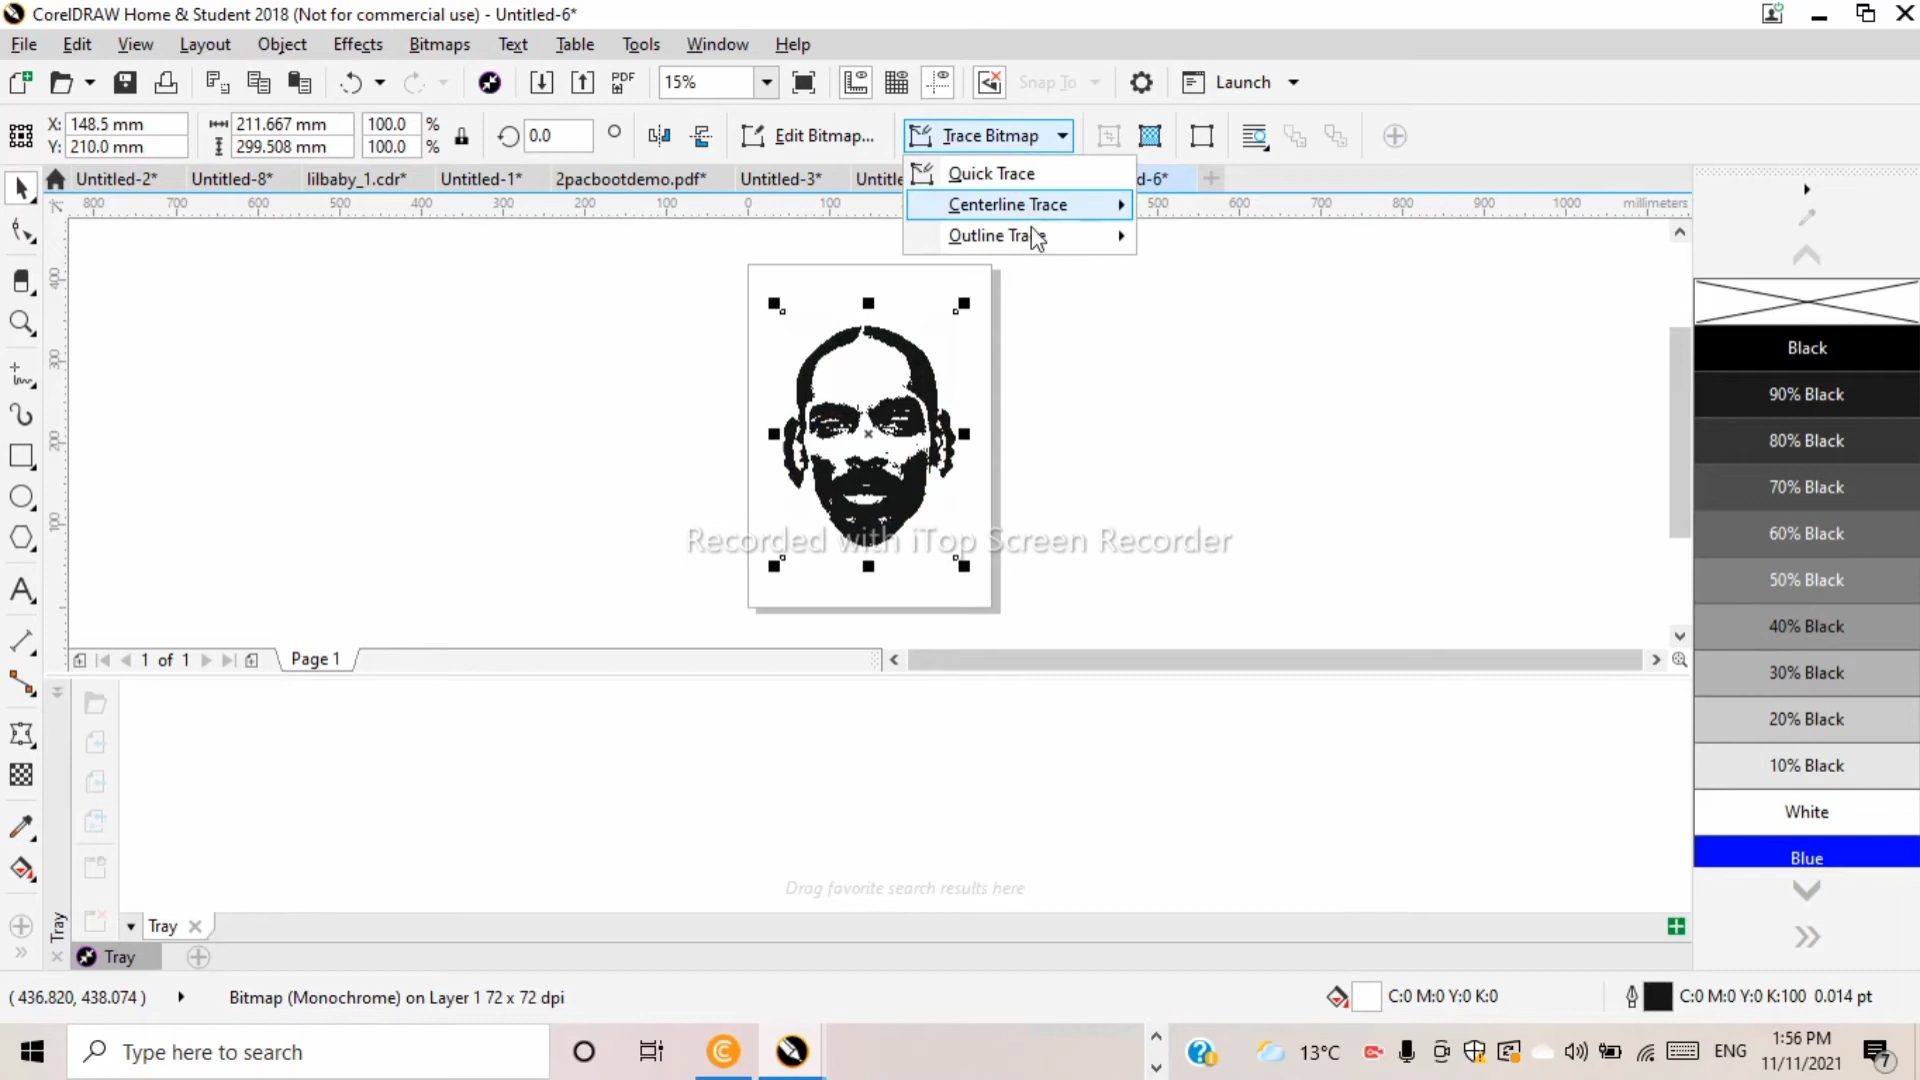 CorelDRAW Home & Student 2018 (Not for commercial use) - Untitled-6*
File Edit View Layout Object Effects Bitmaps Text Table Tools Window Help
PDF 15% Snap To Launch
X: 148.5 mm 211.667 mm 100.0 % 0.0 Edit Bitmap... Trace Bitmap
Y: 210.0 mm 299.508 mm 100.0 %
Untitled-2* Untitled-8* lilbaby_1.cdr* Untitled-1* 2pacbootdemo.pdf* Untitled-3* Untitle d-6*
Quick Trace
Centerline Trace
Outline Trace
800 700 600 500 400 300 200 100 0 100 500 600 700 800 900 1000 1100 millimeters
400
300
200
100
Black
90% Black
80% Black
70% Black
60% Black
50% Black
40% Black
30% Black
20% Black
10% Black
White
Blue
Recorded with iTop Screen Recorder
1 of 1 Page 1
Drag favorite search results here
Tray
Tray
Tray
( 436.820, 438.074 ) Bitmap (Monochrome) on Layer 1 72 x 72 dpi C:0 M:0 Y:0 K:0 C:0 M:0 Y:0 K:100 0.014 pt
Type here to search 13°C ENG 1:56 PM
11/11/2021 7